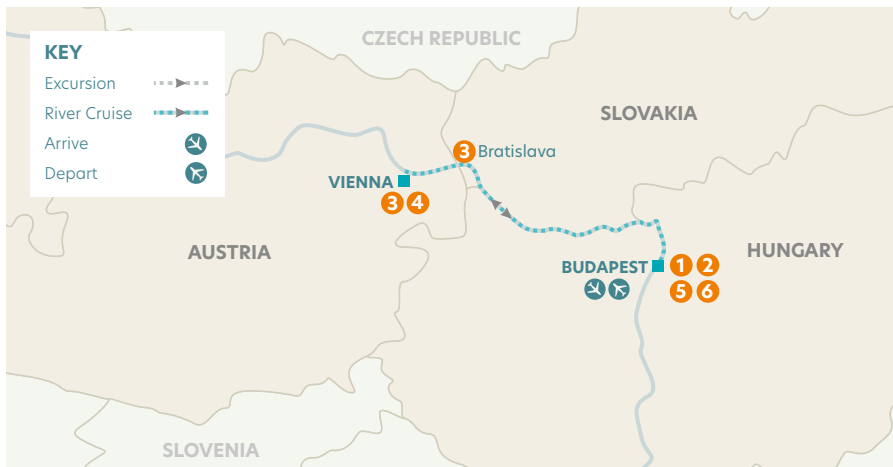 CZECH REPUBLIC
KEY
Excursion
River Cruise
Arrive
Depart
SLOVAKIA
3 Bratislava
VIENNA
3 4
AUSTRIA
HUNGARY
BUDAPEST 1 2
5 6
SLOVENIA